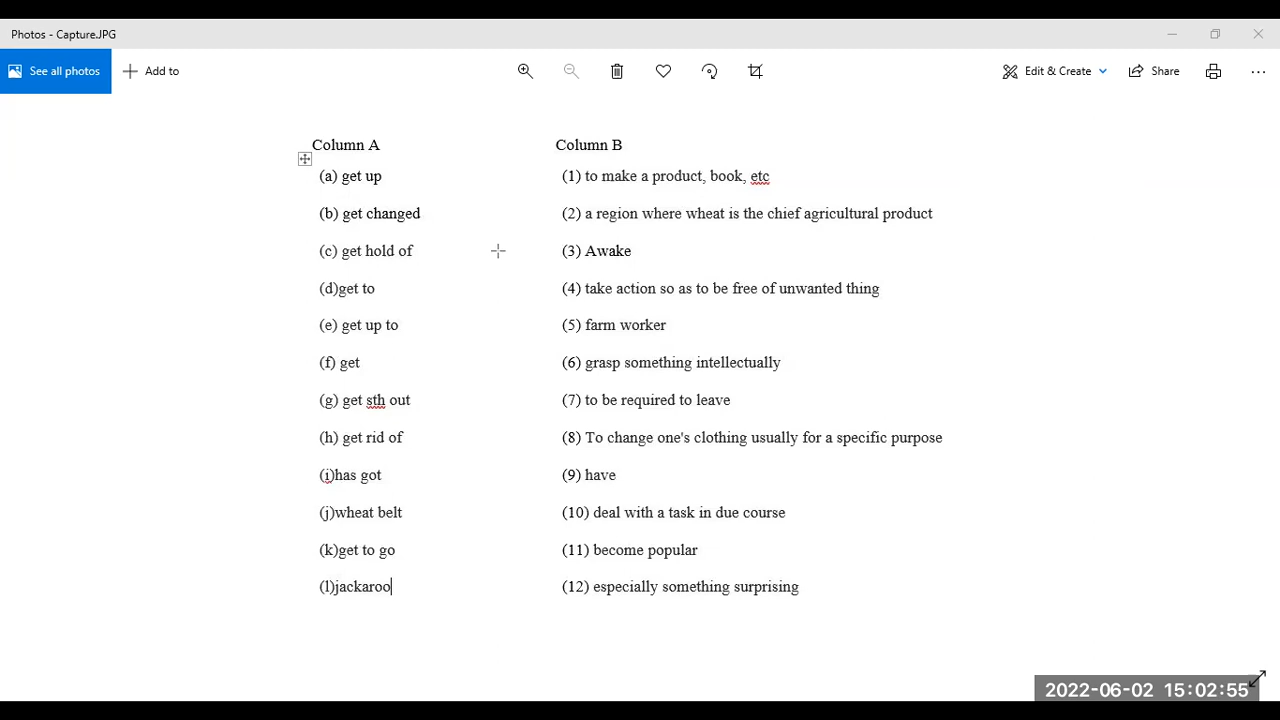 Photos - Capture.JPG
See all photos Add to Edit & Create Share
Column A Column B
(a) get up (1) to make a product, book, etc
(b) get changed (2) a region where wheat is the chief agricultural product
(c) get hold of (3) Awake
(d)get to (4) take action so as to be free of unwanted thing
(e) get up to (5) farm worker
(f) get (6) grasp something intellectually
(g) get sth out (7) to be required to leave
(h) get rid of (8) To change one's clothing usually for a specific purpose
(i)has got (9) have
(j)wheat belt (10) deal with a task in due course
(k)get to go (11) become popular
(l)jackaroo (12) especially something surprising
2022-06-02 15:02:55